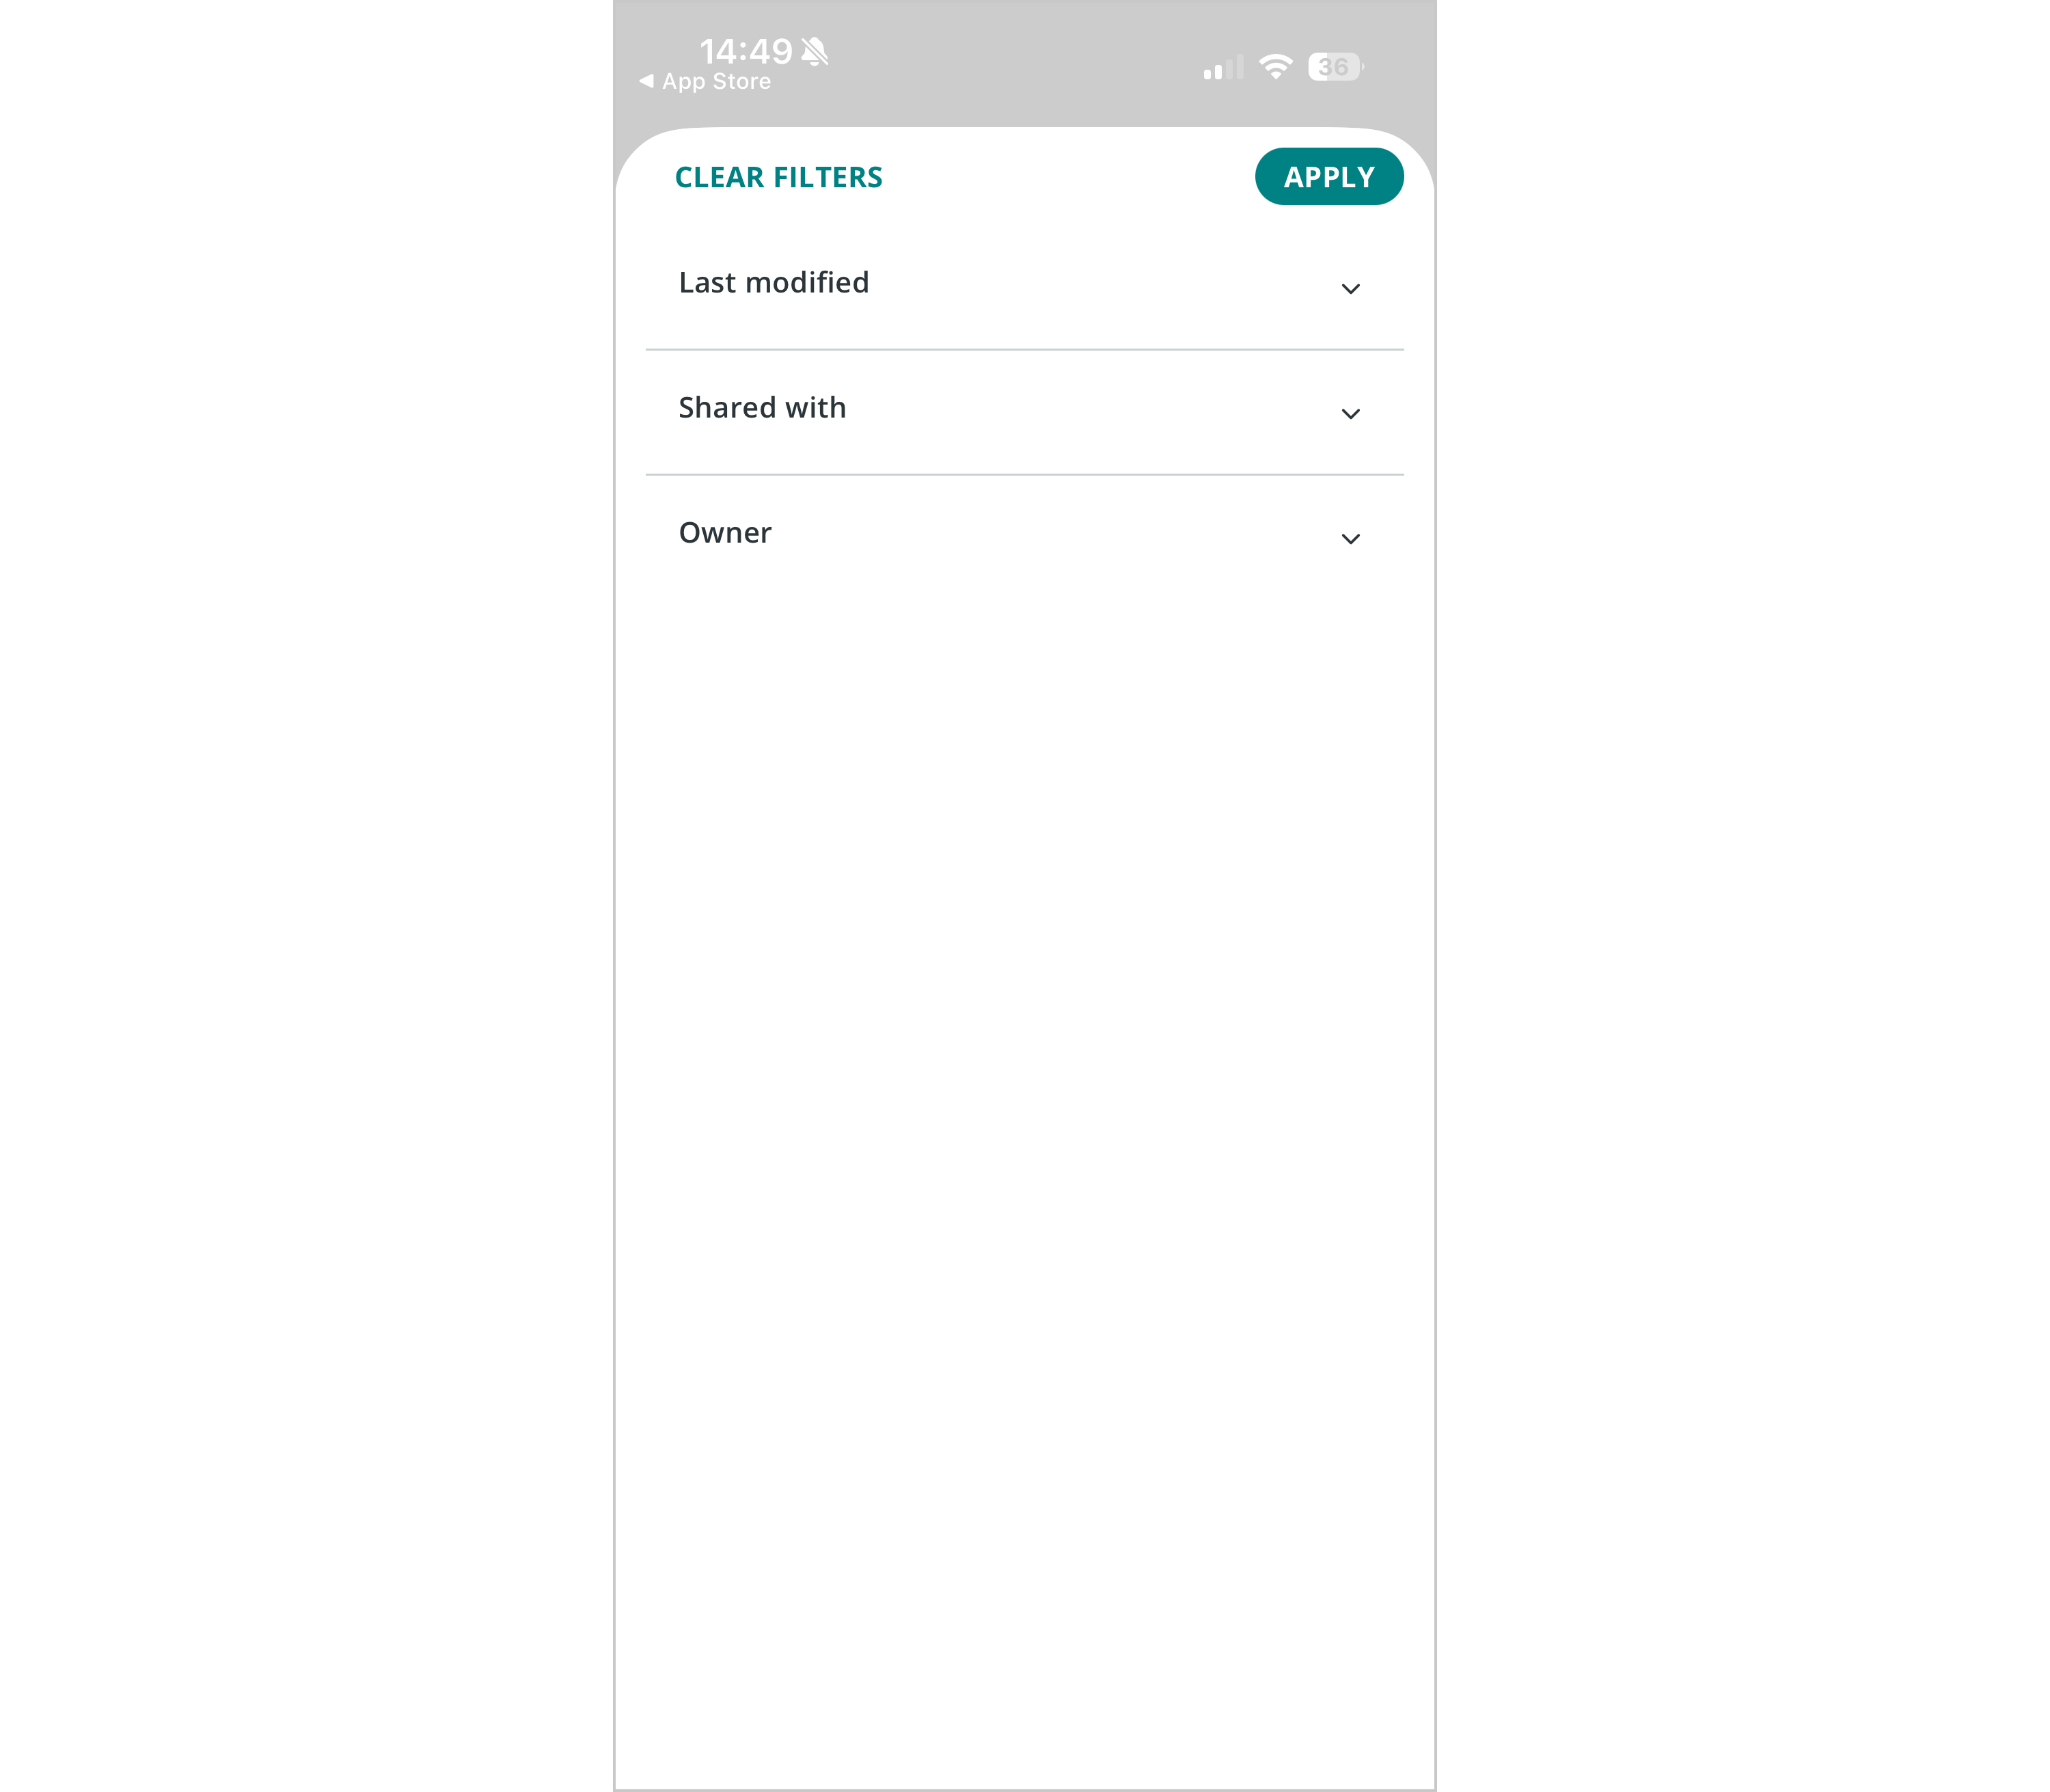 14:49
App Store
36
CLEAR FILTERS
APPLY
Last modified
Shared with
Owner